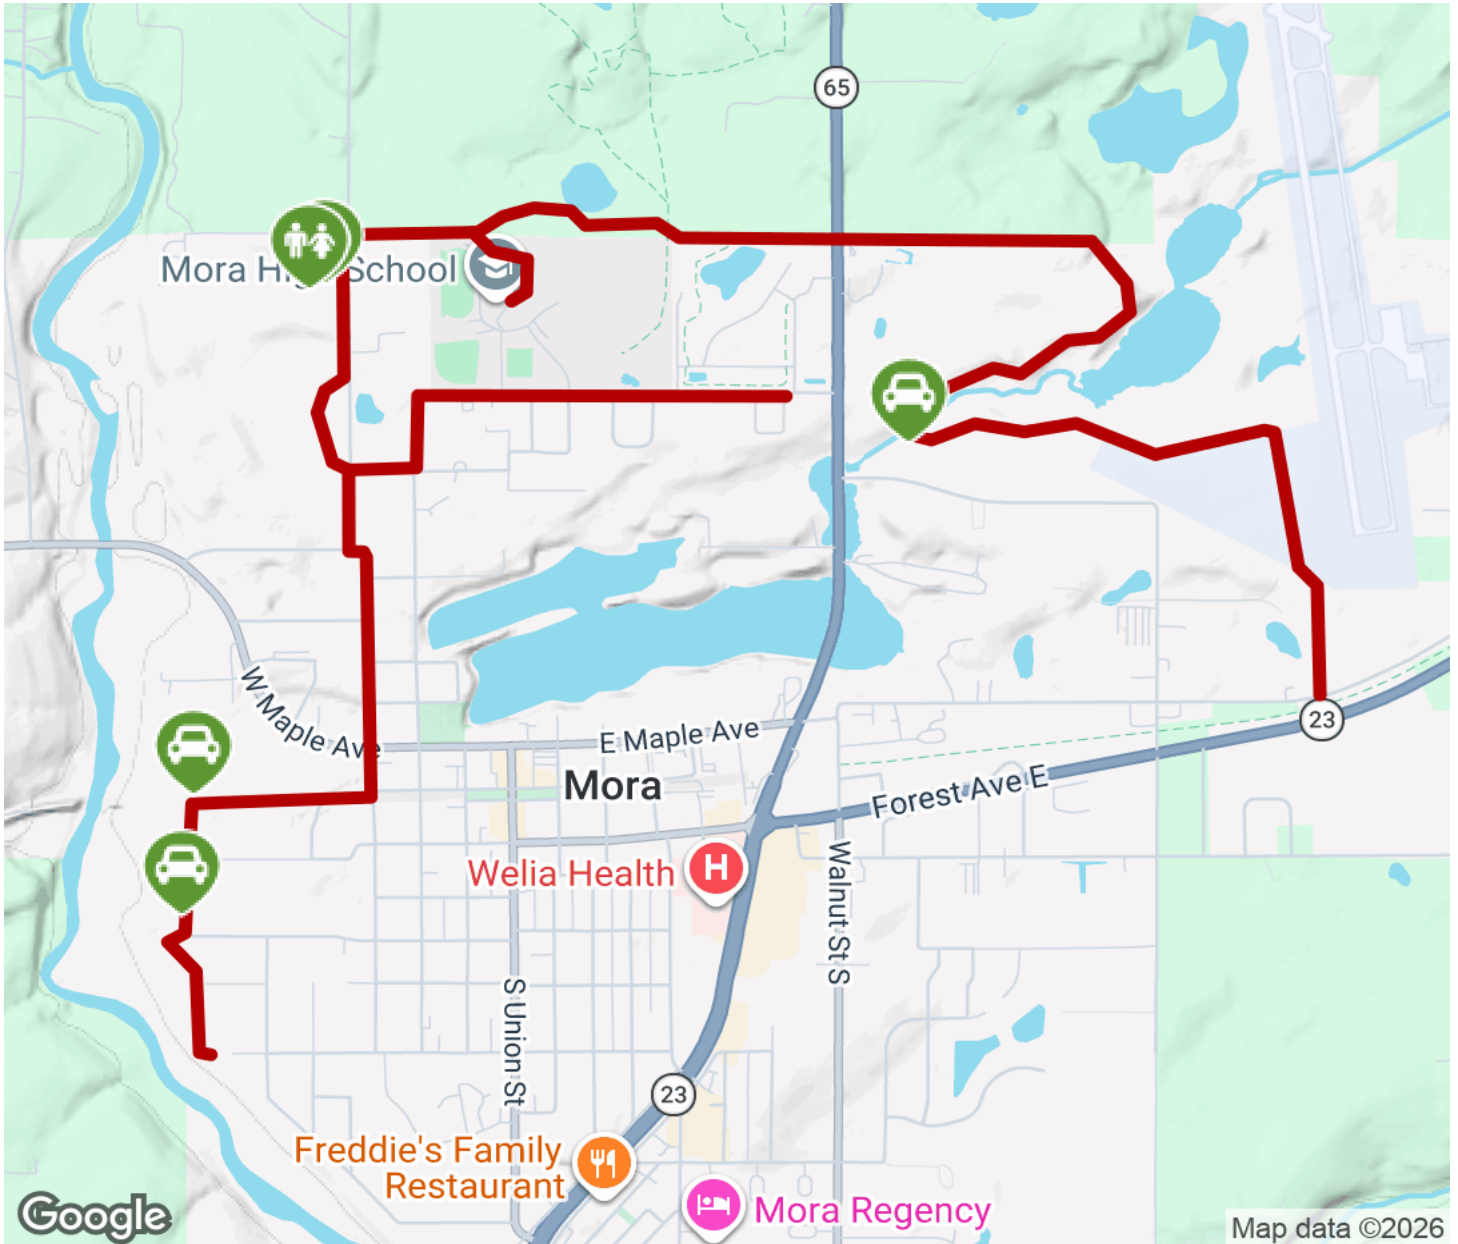 65
Mora High School
W Maple Ave
E Maple Ave
Mora
23
Forest Ave E
Welia Health
H
Walnut St S
S Union St
23
Freddie's Family
Restaurant
Mora Regency
Google
Map data ©2026